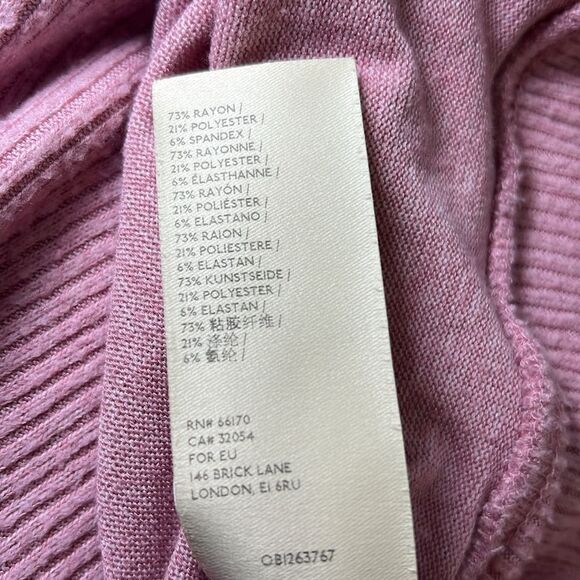 73% RAYON /
21% POLYESTER /
6% SPANDEX /
73% RAYONNE /
21% POLYESTER /
6% ÉLASTHANNE /
73% RAYÓN /
21% POLIÉSTER /
6% ELASTANO /
73% RAION /
21% POLIESTERE /
6% ELASTAN /
73% KUNSTSEIDE /
21% POLYESTER /
6% ELASTAN /
73% 粘胶纤维 /
21% 涤纶 /
6% 氨纶 /
RN# 66170
CA# 32054
FOR EU
146 BRICK LANE
LONDON, E1 6RU
OB1263767